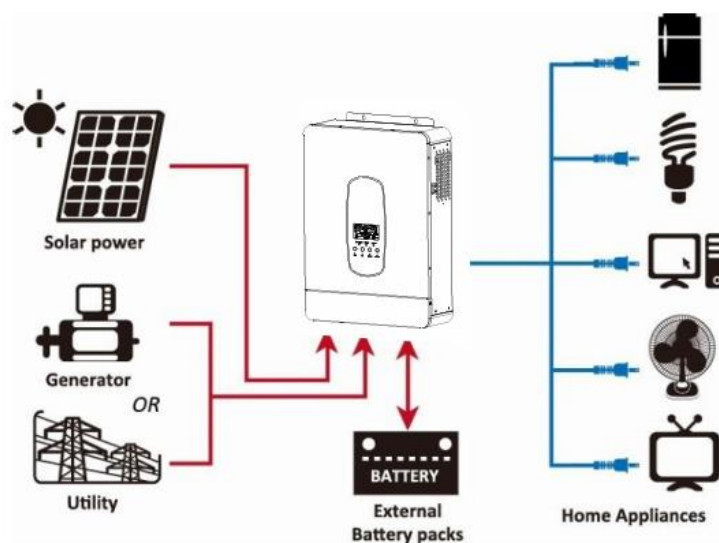 Solar power
Generator
OR
Utility
BATTERY
External
Battery packs
Home Appliances